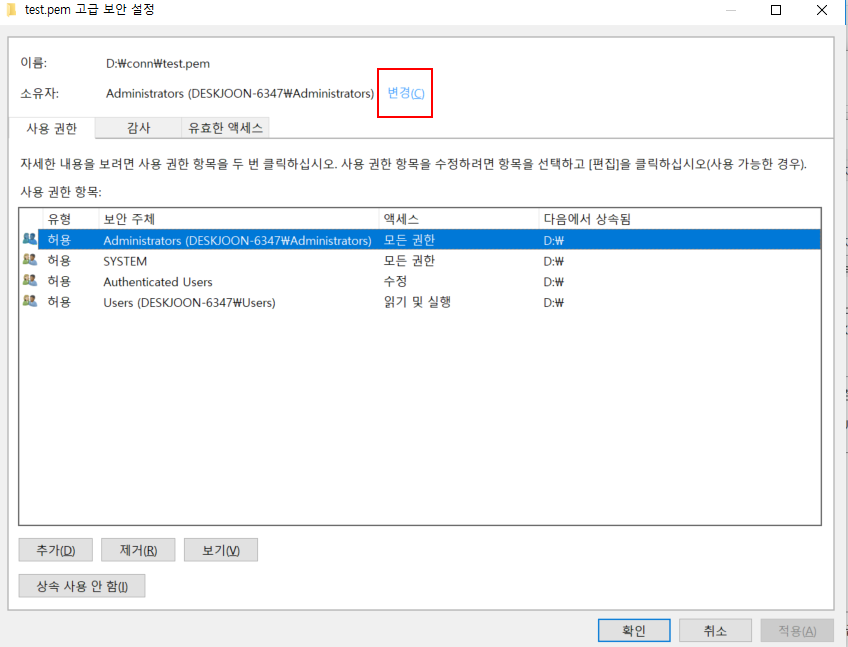 test.pem 고급 보안 설정
이름: D:₩conn₩test.pem
소유자: Administrators (DESKJOON-6347₩Administrators) 변경(C)
사용 권한 감사 유효한 액세스
자세한 내용을 보려면 사용 권한 항목을 두 번 클릭하십시오. 사용 권한 항목을 수정하려면 항목을 선택하고 [편집]을 클릭하십시오(사용 가능한 경우).
사용 권한 항목:
유형 보안 주체 액세스 다음에서 상속됨
허용 Administrators (DESKJOON-6347₩Administrators) 모든 권한 D:₩
허용 SYSTEM 모든 권한 D:₩
허용 Authenticated Users 수정 D:₩
허용 Users (DESKJOON-6347₩Users) 읽기 및 실행 D:₩
추가(D) 제거(R) 보기(V)
상속 사용 안 함(I)
확인 취소 적용(A)